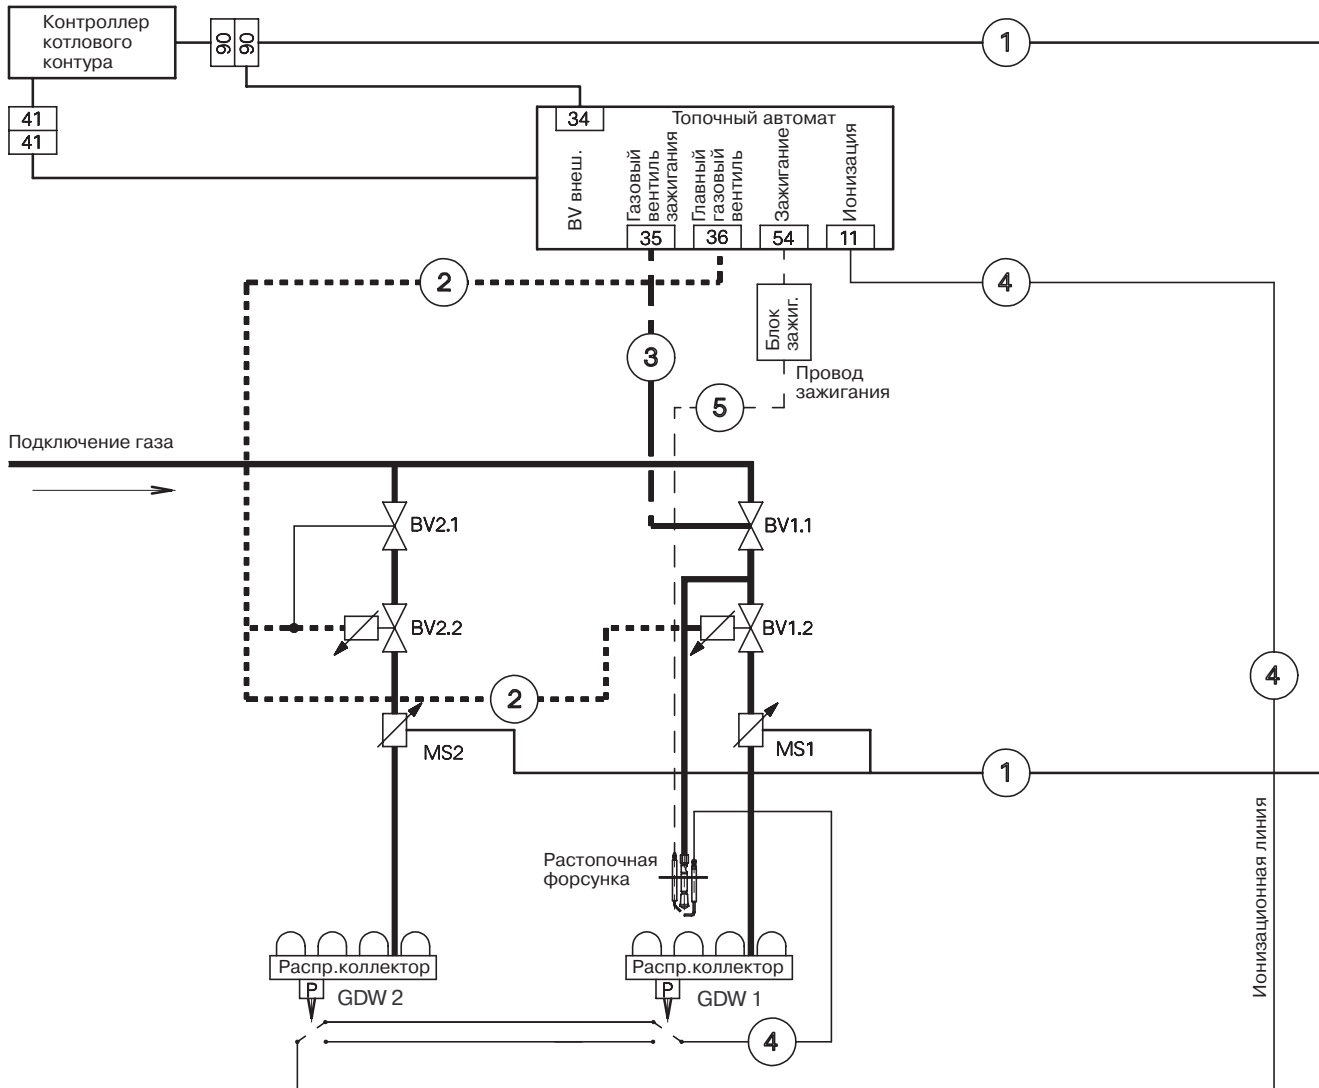 Контроллер
котлового
контура
90
90
1
41
41
34
Топочный автомат
BV внеш.
Газовый
вентиль
зажигания
Главный
газовый
вентиль
Зажигание
Ионизация
35
36
54
11
2
4
Блок
зажиг.
3
Провод
зажигания
5
Подключение газа
BV2.1
BV1.1
BV2.2
BV1.2
4
2
MS2
MS1
1
Ионизационная линия
Растопочная
форсунка
Распр.коллектор
Распр.коллектор
P
GDW 2
P
GDW 1
4